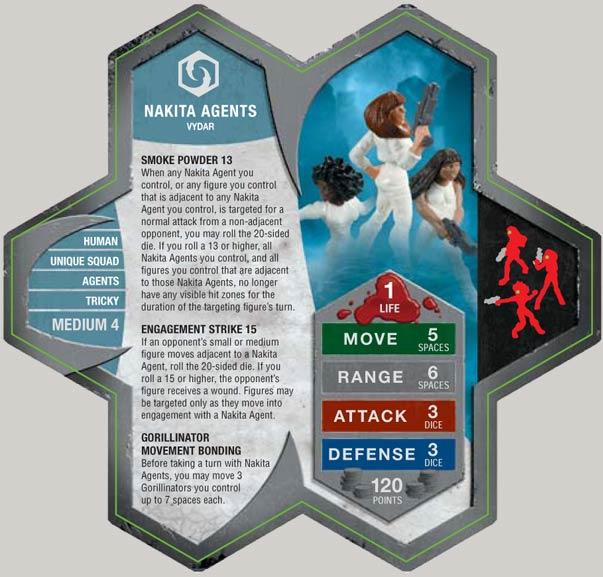 NAKITA AGENTS
VYDAR
SMOKE POWDER 13
When any Nakita Agent you
control, or any figure you control
that is adjacent to any Nakita
Agent you control, is targeted for a
normal attack from a non-adjacent
opponent, you may roll the 20-sided
die. If you roll a 13 or higher, all
Nakita Agents you control, and all
figures you control that are adjacent
to those Nakita Agents, no longer
have any visible hit zones for the
duration of the targeting figure's turn.
ENGAGEMENT STRIKE 15
If an opponent's small or medium
figure moves adjacent to a Nakita
Agent, roll the 20-sided die. If you
roll a 15 or higher, the opponent's
figure receives a wound. Figures may
be targeted only as they move into
engagement with a Nakita Agent.
GORILLINATOR
MOVEMENT BONDING
Before taking a turn with Nakita
Agents, you may move 3
Gorillinators you control
up to 7 spaces each.
HUMAN
UNIQUE SQUAD
AGENTS
TRICKY
MEDIUM 4
1
LIFE
MOVE 5
SPACES
RANGE 6
SPACES
ATTACK 3
DICE
DEFENSE 3
DICE
120
POINTS